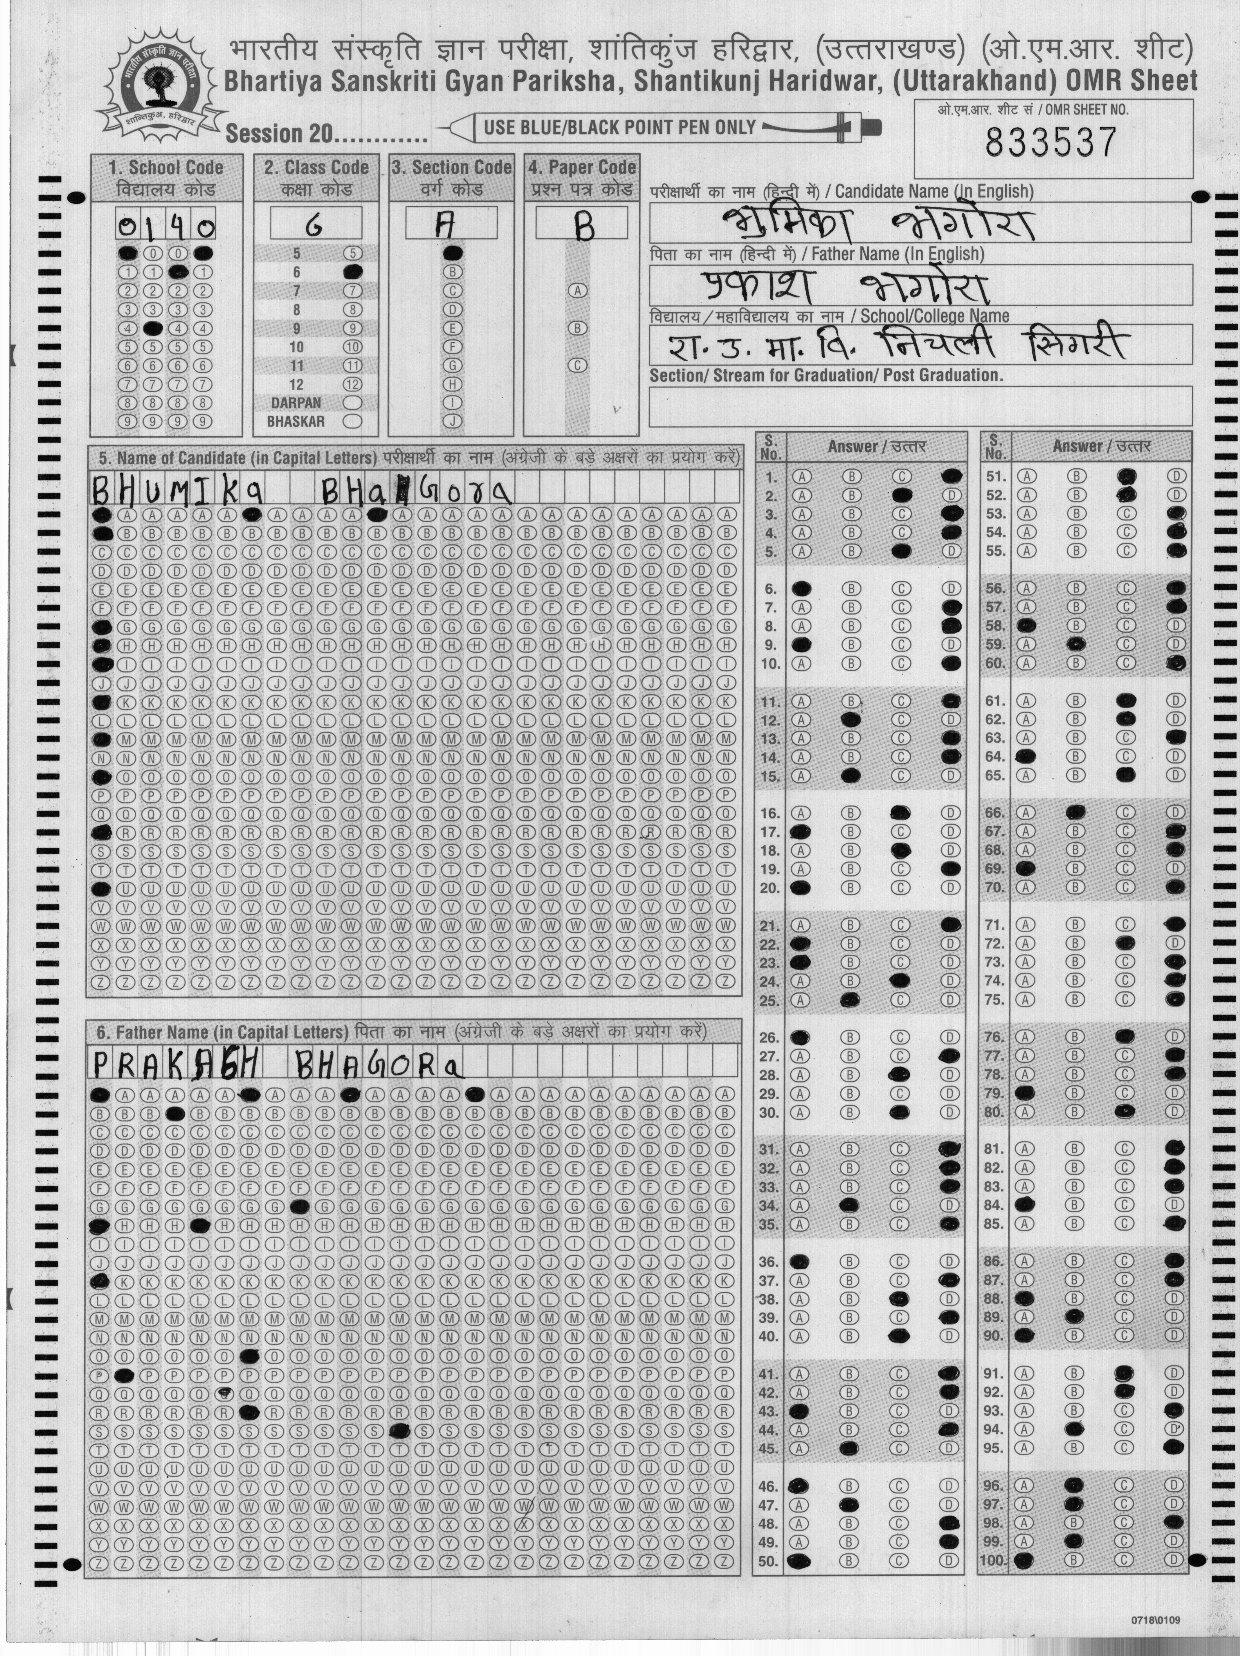 भारतीय संस्कृति ज्ञान परीक्षा, शांतिकुंज हरिद्वार, (उत्तराखण्ड) (ओ.एम.आर. शीट)
Bhartiya Sanskriti Gyan Pariksha, Shantikunj Haridwar, (Uttarakhand) OMR Sheet
Session 20............
USE BLUE/BLACK POINT PEN ONLY
ओ.एम.आर. शीट सं / OMR SHEET NO.
833537
1. School Code
विद्यालय कोड
0140
2. Class Code
कक्षा कोड
6
5
6
7
8
9
10
11
12
DARPAN
BHASKAR
3. Section Code
वर्ग कोड
A
4. Paper Code
प्रश्न पत्र कोड
B
A
B
C
परीक्षार्थी का नाम (हिन्दी में) / Candidate Name (In English)
भुमिका भगोरा
पिता का नाम (हिन्दी में) / Father Name (In English)
प्रकाश भगोरा
विद्यालय / महाविद्यालय का नाम / School/College Name
रा. उ. मा. वि. निचली सिगरी
Section/ Stream for Graduation/ Post Graduation.
5. Name of Candidate (in Capital Letters) परीक्षार्थी का नाम (अंग्रेजी के बड़े अक्षरों का प्रयोग करें)
BHUMIKa BHaGora
6. Father Name (in Capital Letters) पिता का नाम (अंग्रेजी के बड़े अक्षरों का प्रयोग करें)
PRAKASH BHAGORa
S. No. Answer / उत्तर
S. No. Answer / उत्तर
0718\0109